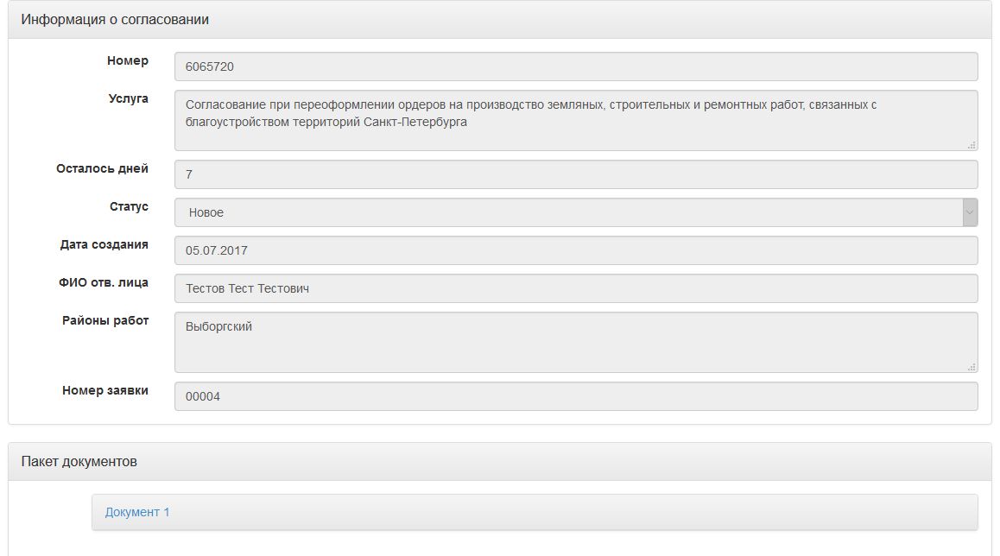 Информация о согласовании
Номер
6065720
Услуга
Согласование при переоформлении ордеров на производство земляных, строительных и ремонтных работ, связанных с
благоустройством территорий Санкт-Петербурга
Осталось дней
7
Статус
Новое
Дата создания
05.07.2017
ФИО отв. лица
Тестов Тест Тестович
Районы работ
Выборгский
Номер заявки
00004
Пакет документов
Документ 1